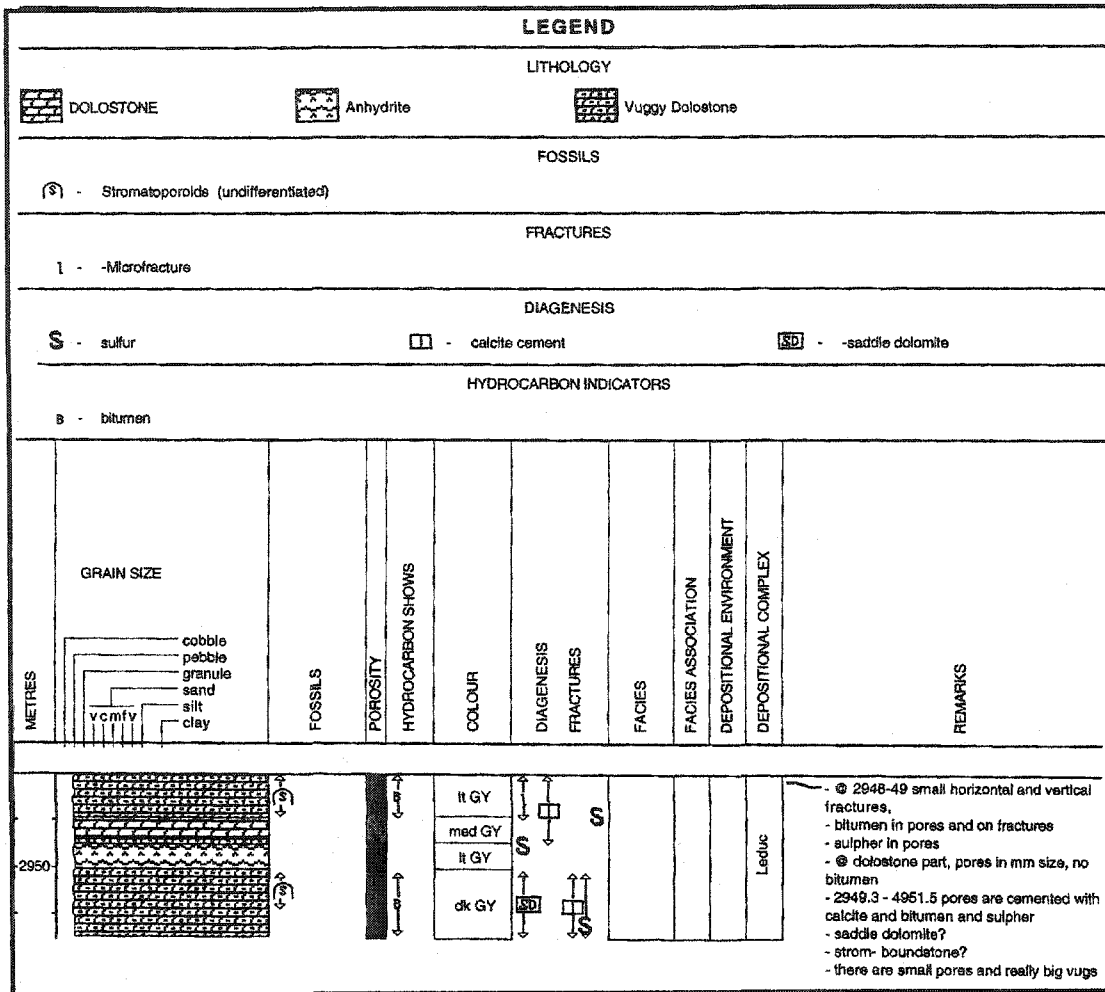 LEGEND
LITHOLOGY
DOLOSTONE
Anhydrite
Vuggy Dolostone
FOSSILS
S - Stromatoporoids (undifferentiated)
FRACTURES
1 - -Microfracture
DIAGENESIS
S - sulfur
- calcite cement
SD - -saddle dolomite
HYDROCARBON INDICATORS
B - bitumen
METRES
GRAIN SIZE
cobble
pebble
granule
sand
silt
clay
vcmfv
FOSSILS
POROSITY
HYDROCARBON SHOWS
COLOUR
DIAGENESIS
FRACTURES
FACIES
FACIES ASSOCIATION
DEPOSITIONAL ENVIRONMENT
DEPOSITIONAL COMPLEX
REMARKS
2950
S
S
B
B
lt GY
med GY
lt GY
dk GY
1
S
S
SD
S
Leduc
- @ 2948-49 small horizontal and vertical
fractures,
- bitumen in pores and on fractures
- sulpher in pores
- @ dolostone part, pores in mm size, no
bitumen
- 2949.3 - 4951.5 pores are cemented with
calcite and bitumen and sulpher
- saddle dolomite?
- strom- boundstone?
- there are small pores and really big vugs